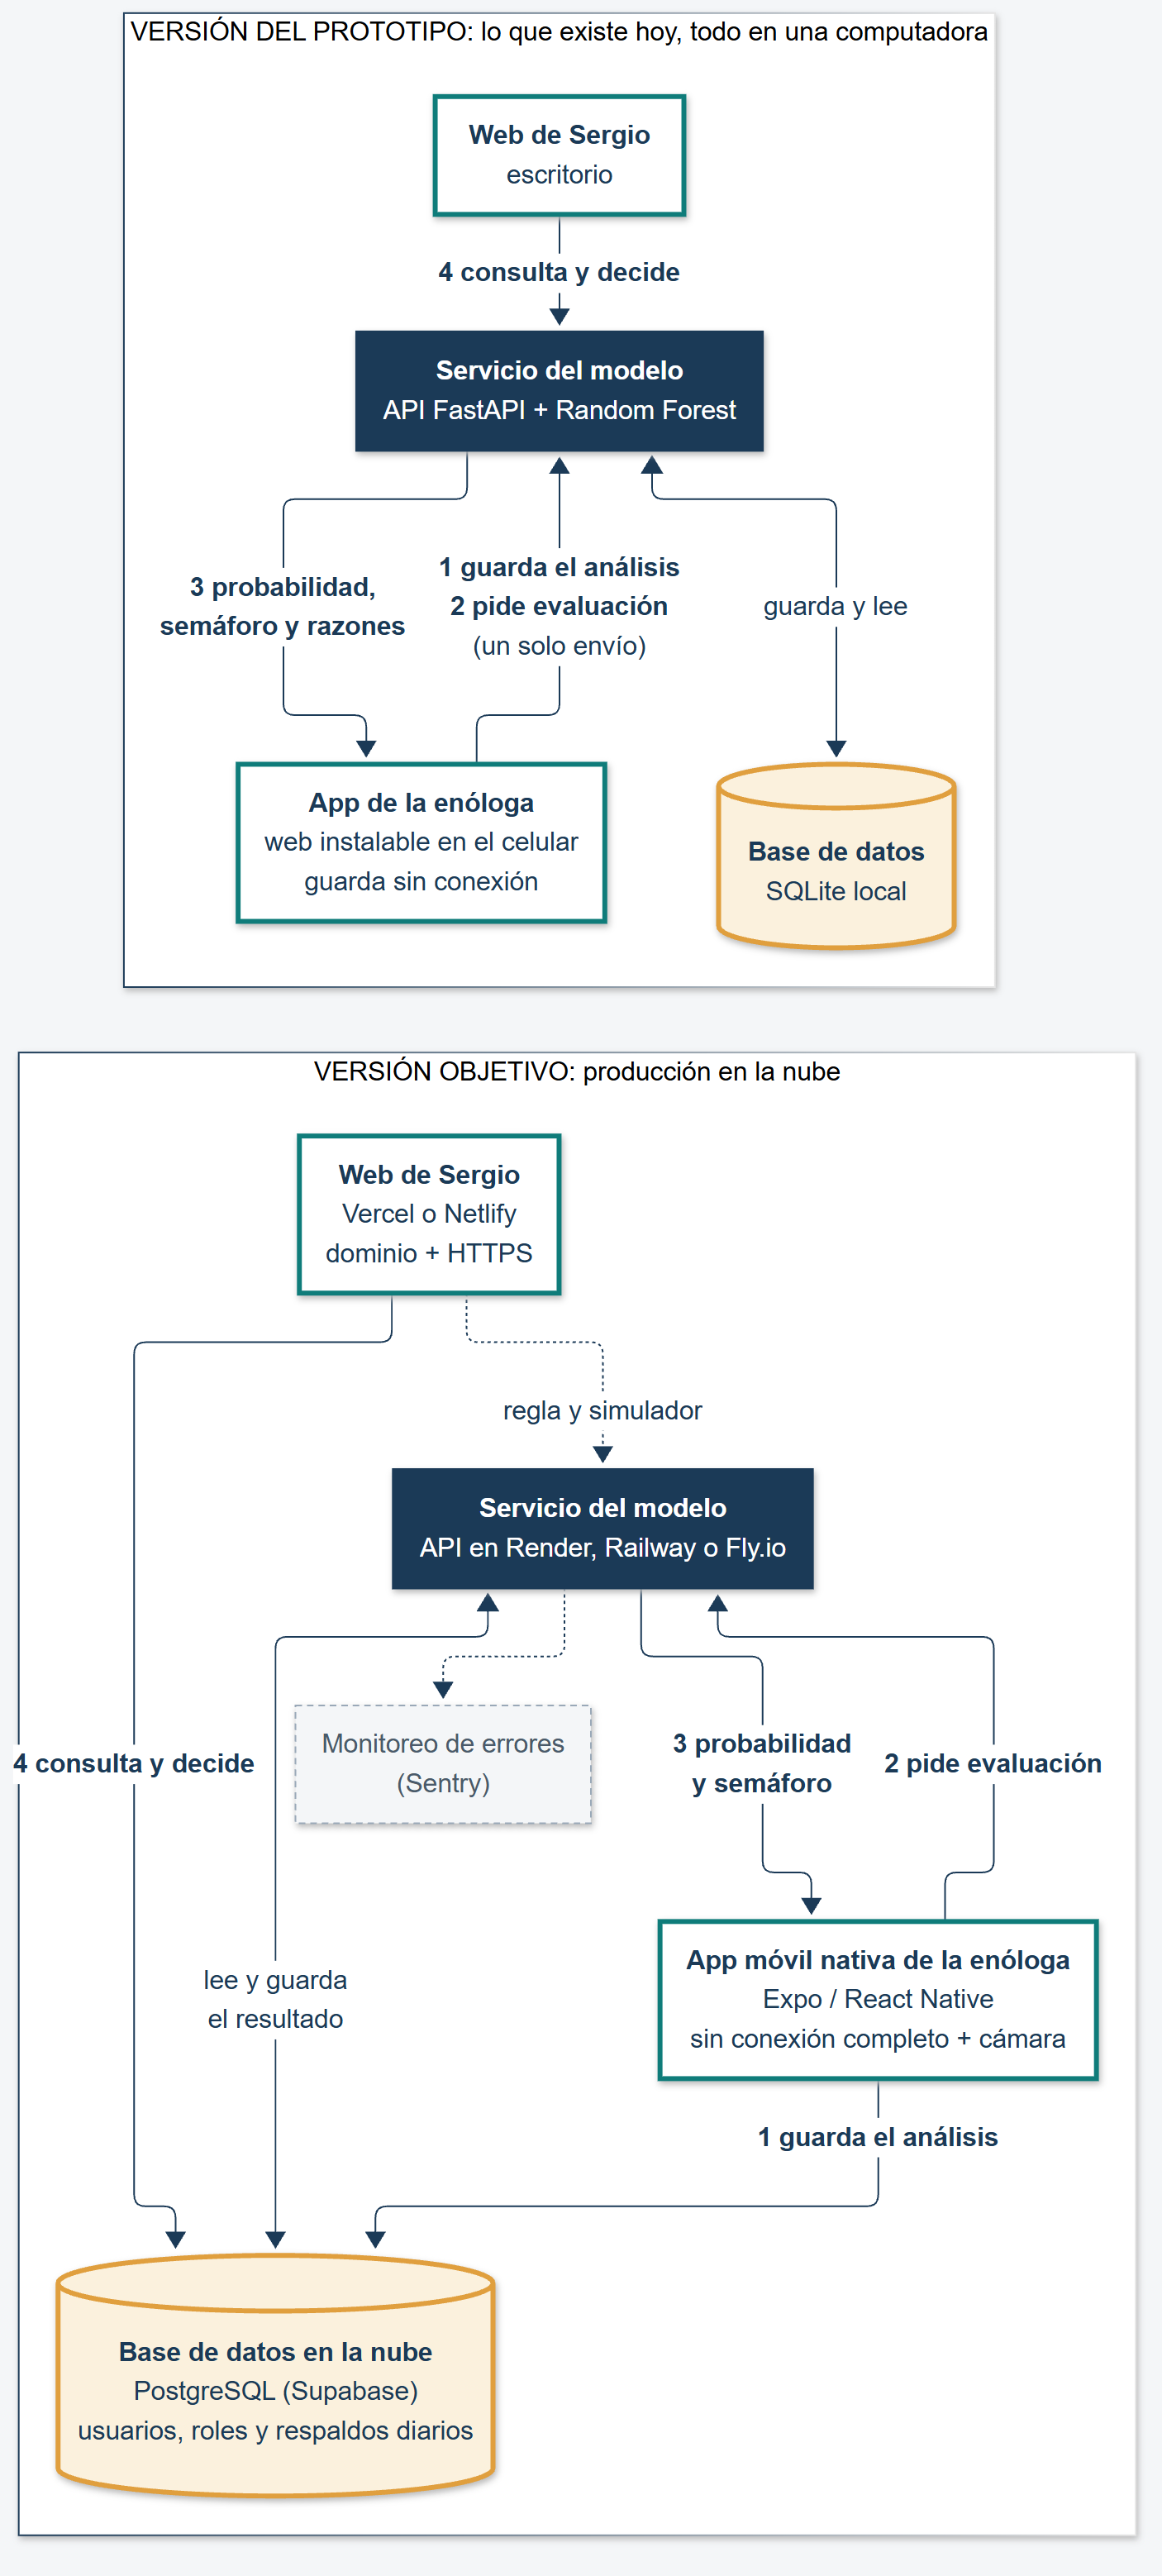 VERSIÓN DEL PROTOTIPO: lo que existe hoy, todo en una computadora
Web de Sergio
escritorio
4 consulta y decide
Servicio del modelo
API FastAPI + Random Forest
3 probabilidad,
semáforo y razones
1 guarda el análisis
2 pide evaluación
(un solo envío)
guarda y lee
App de la enóloga
web instalable en el celular
guarda sin conexión
Base de datos
SQLite local
VERSIÓN OBJETIVO: producción en la nube
Web de Sergio
Vercel o Netlify
dominio + HTTPS
regla y simulador
Servicio del modelo
API en Render, Railway o Fly.io
4 consulta y decide
Monitoreo de errores
(Sentry)
3 probabilidad
y semáforo
2 pide evaluación
lee y guarda
el resultado
App móvil nativa de la enóloga
Expo / React Native
sin conexión completo + cámara
1 guarda el análisis
Base de datos en la nube
PostgreSQL (Supabase)
usuarios, roles y respaldos diarios